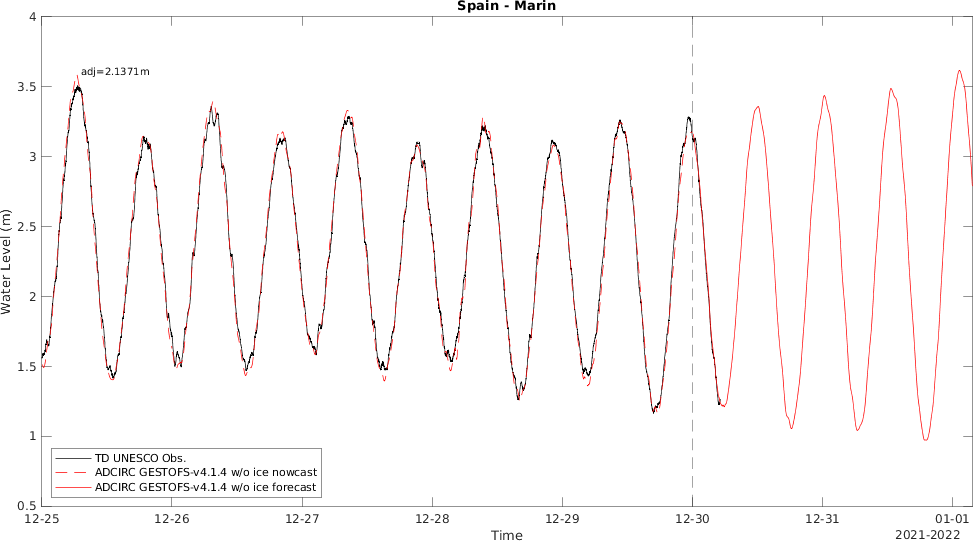 Spain - Marin
4
3.5
3
2.5
2
1.5
1
0.5
Water Level (m)
adj=2.1371m
TD UNESCO Obs.
ADCIRC GESTOFS-v4.1.4 w/o ice nowcast
ADCIRC GESTOFS-v4.1.4 w/o ice forecast
12-25 12-26 12-27 12-28 12-29 12-30 12-31 01-01
Time
2021-2022